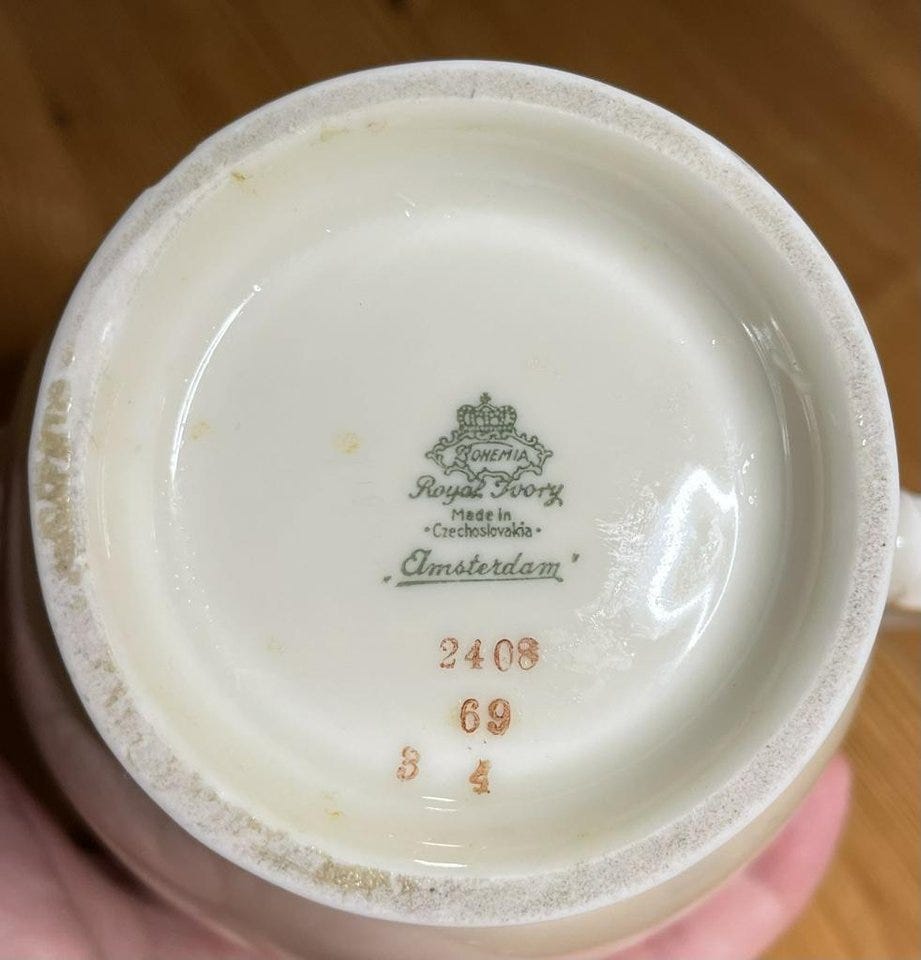 BOHEMIA
Royal Ivory
Made in
·Czechoslovakia·
"Amsterdam"
2408
69
3 4